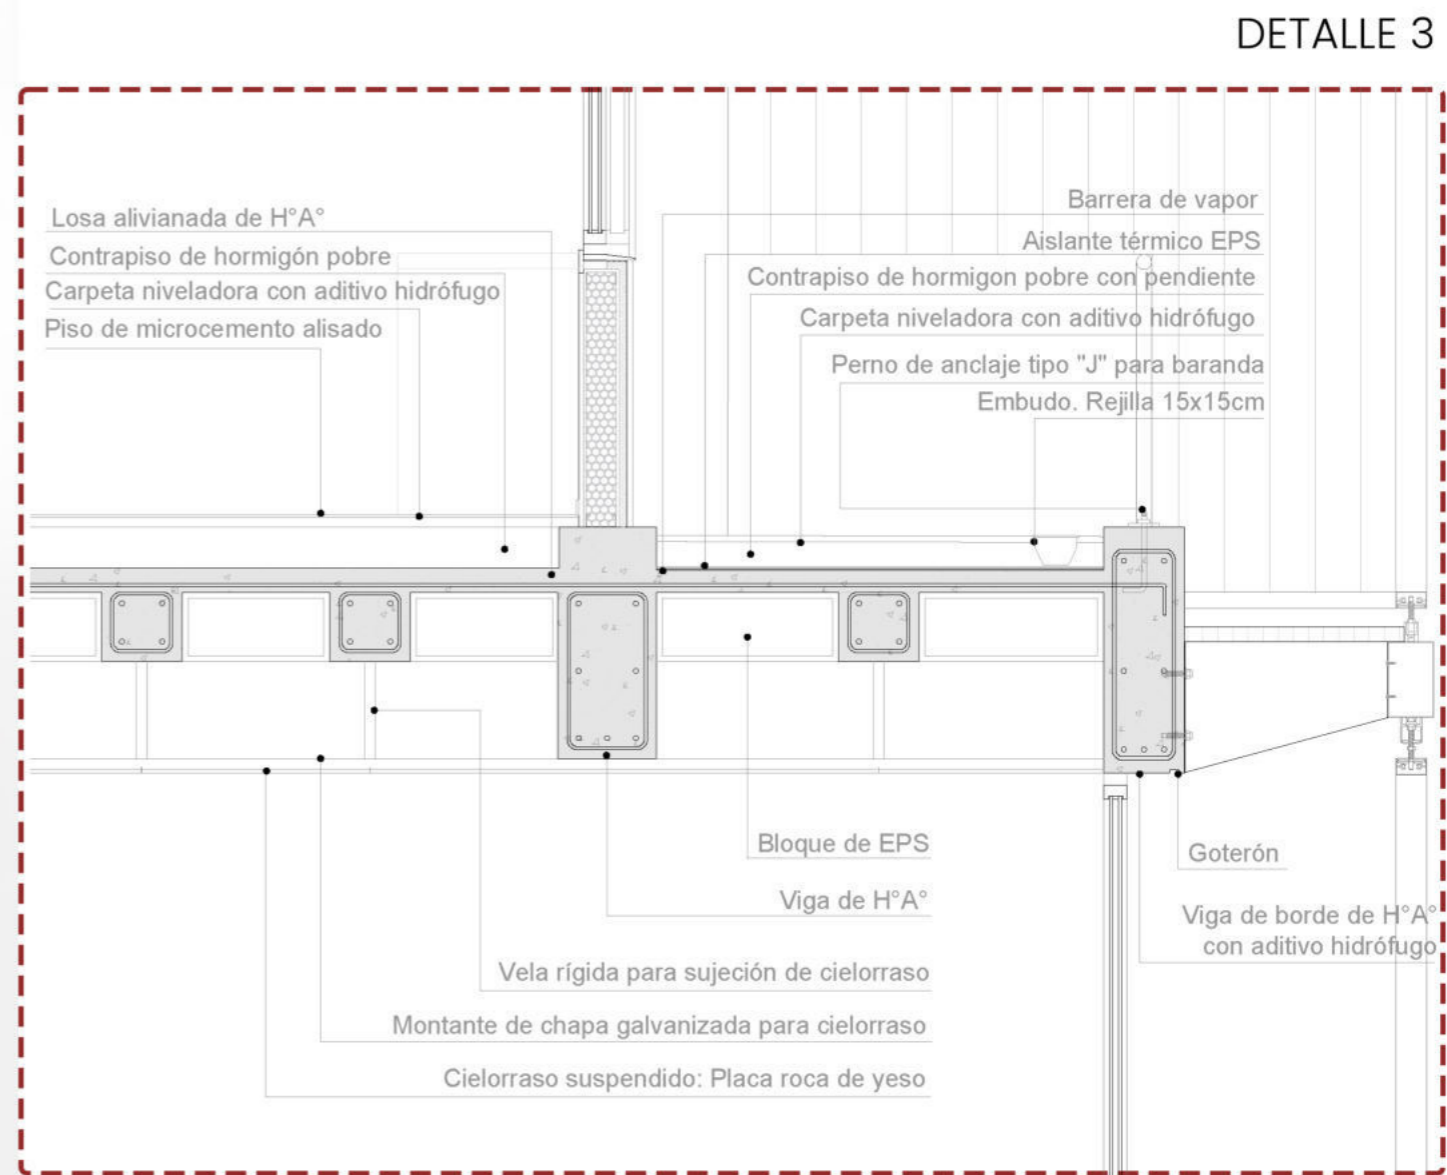 DETALLE 3
Losa alivianada de H°A°
Contrapiso de hormigón pobre
Carpeta niveladora con aditivo hidrófugo
Piso de microcemento alisado
Barrera de vapor
Aislante térmico EPS
Contrapiso de hormigon pobre con pendiente
Carpeta niveladora con aditivo hidrófugo
Perno de anclaje tipo "J" para baranda
Embudo. Rejilla 15x15cm
Bloque de EPS
Viga de H°A°
Vela rígida para sujeción de cielorraso
Montante de chapa galvanizada para cielorraso
Cielorraso suspendido: Placa roca de yeso
Goterón
Viga de borde de H°A°
con aditivo hidrófugo